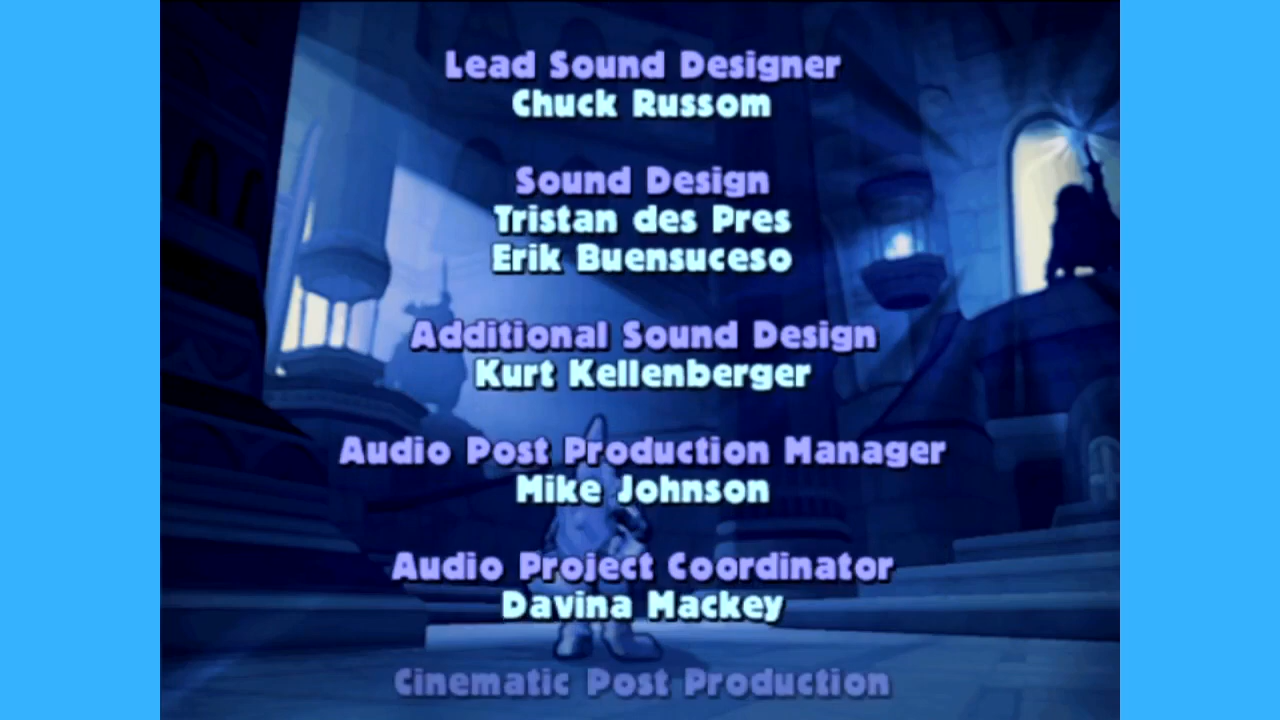 Lead Sound Designer
Chuck Russom
Sound Design
Tristan des Pres
Erik Buensuceso
Additional Sound Design
Kurt Kellenberger
Audio Post Production Manager
Mike Johnson
Audio Project Coordinator
Davina Mackey
Cinematic Post Production